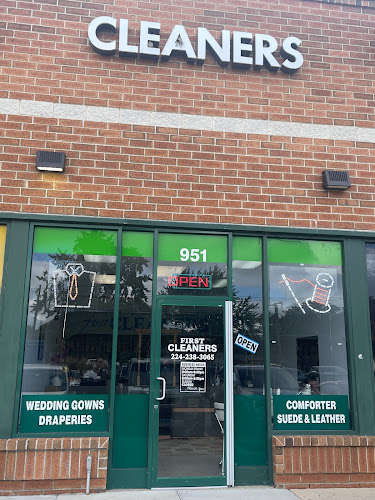 CLEANERS
951
OPEN
FIRST
CLEANERS
224-238-3065
OPEN
WEDDING GOWNS
DRAPERIES
COMFORTER
SUEDE & LEATHER